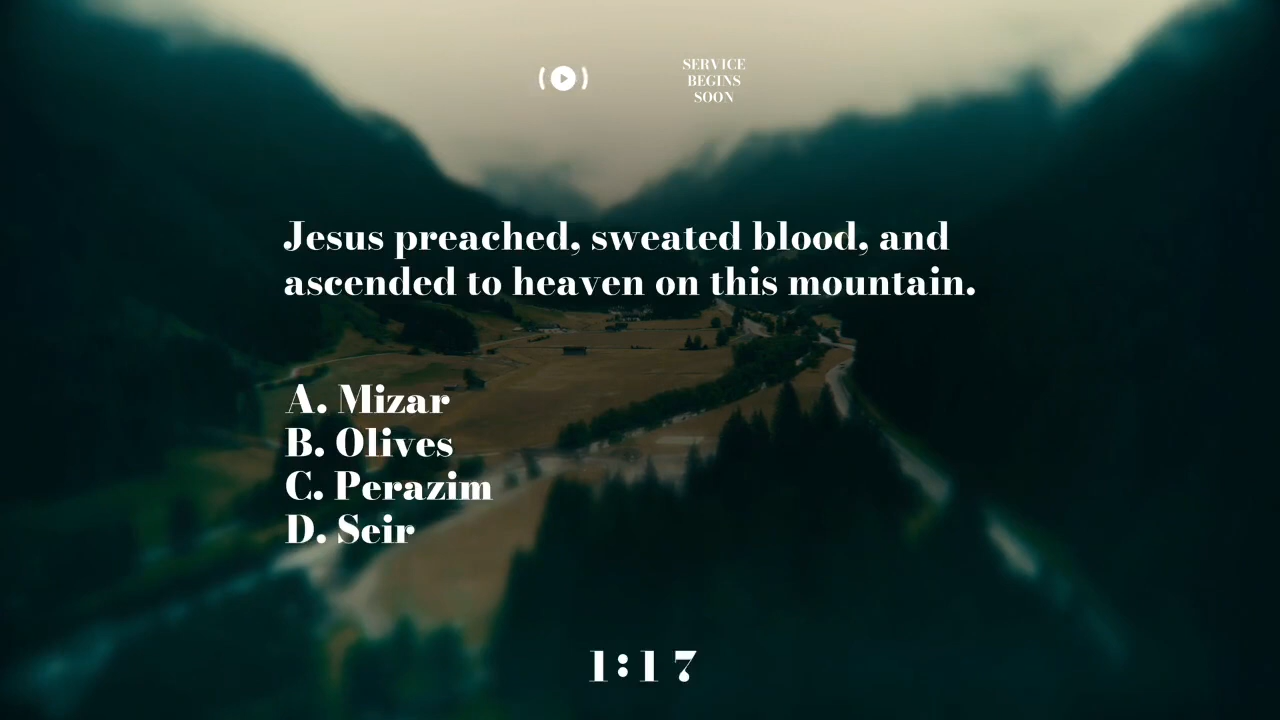 SERVICE
BEGINS
SOON
Jesus preached, sweated blood, and
ascended to heaven on this mountain.
A. Mizar
B. Olives
C. Perazim
D. Seir
1:17